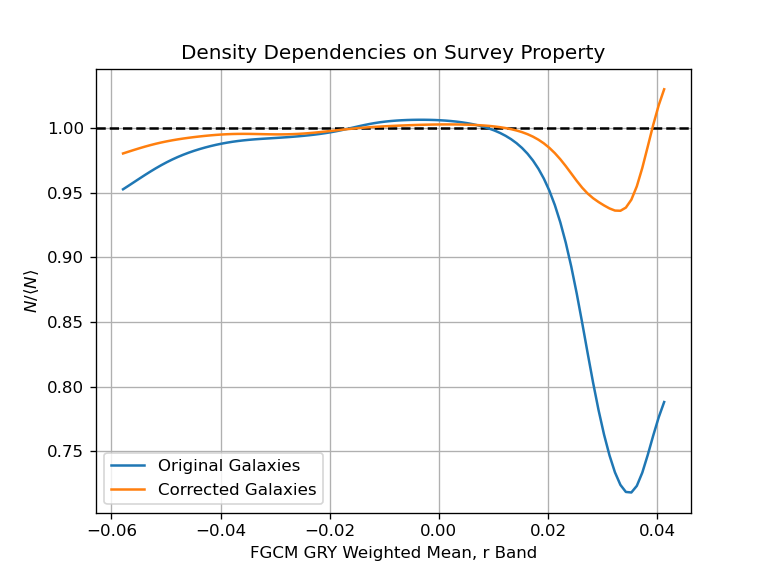 Density Dependencies on Survey Property
1.00
0.95
0.90
0.85
0.80
0.75
N/⟨N⟩
Original Galaxies
Corrected Galaxies
−0.06 −0.04 −0.02 0.00 0.02 0.04
FGCM GRY Weighted Mean, r Band